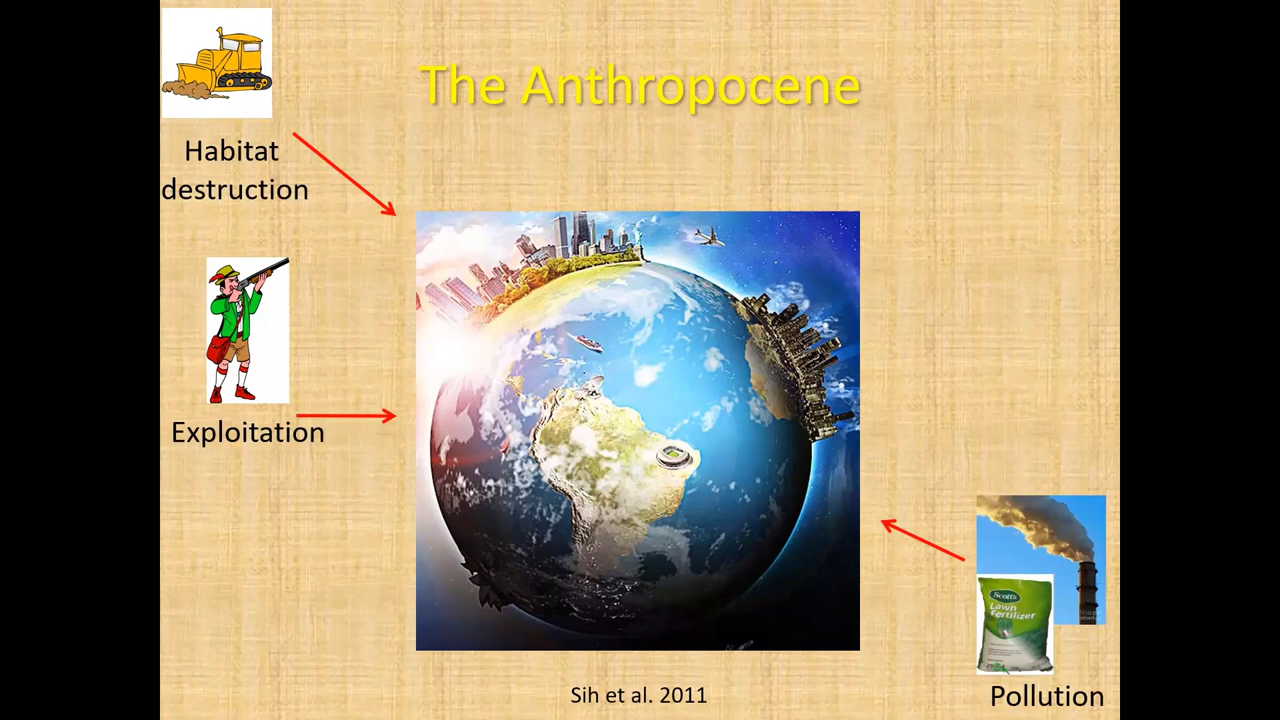 The Anthropocene
Habitat
destruction
Exploitation
Scotts
Lawn
Fertilizer
Pollution
Sih et al. 2011